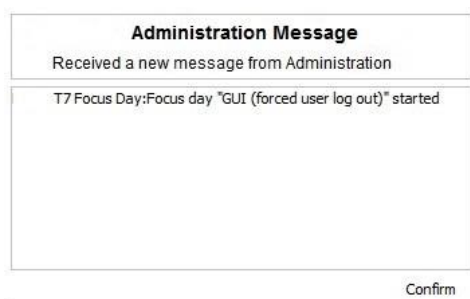 Administration Message
Received a new message from Administration
T7 Focus Day:Focus day "GUI (forced user log out)" started
Confirm